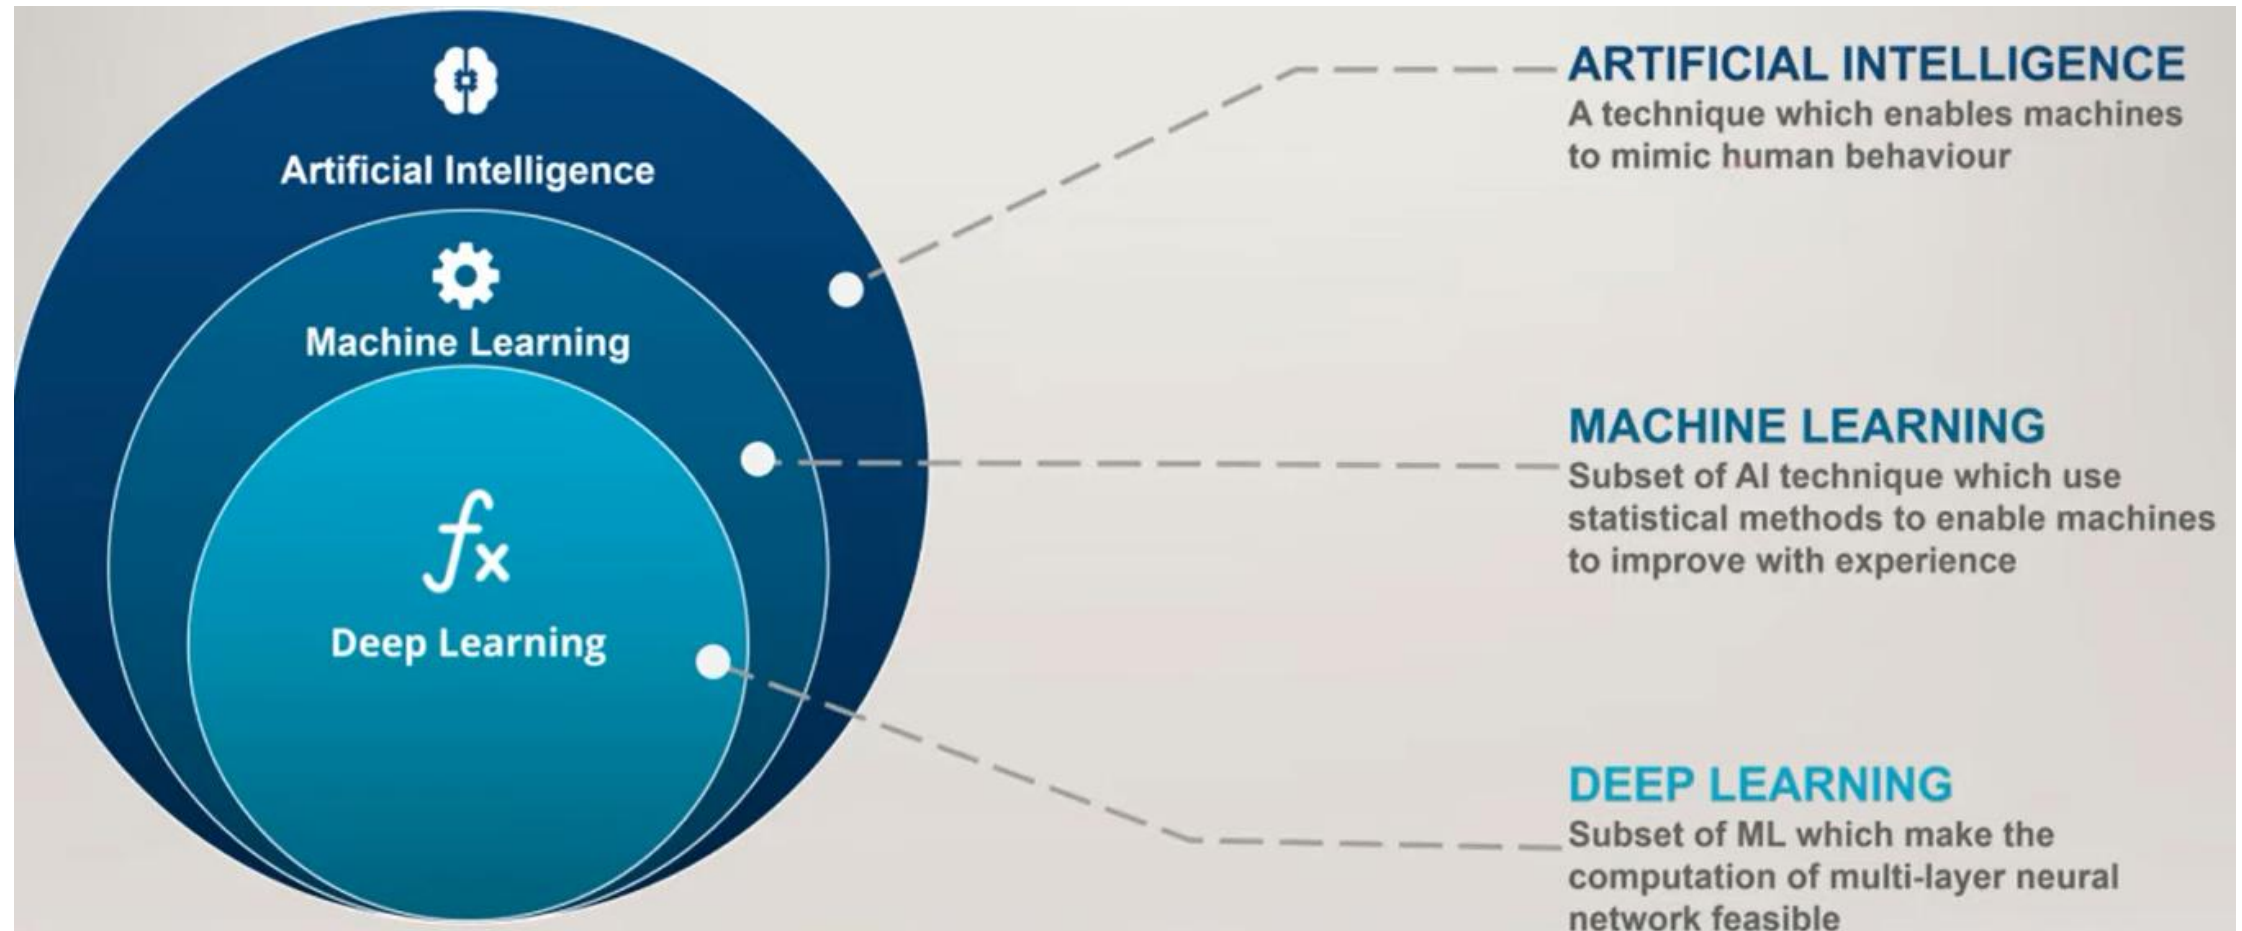 Artificial Intelligence
Machine Learning
fx
Deep Learning
ARTIFICIAL INTELLIGENCE
A technique which enables machines
to mimic human behaviour
MACHINE LEARNING
Subset of AI technique which use
statistical methods to enable machines
to improve with experience
DEEP LEARNING
Subset of ML which make the
computation of multi-layer neural
network feasible